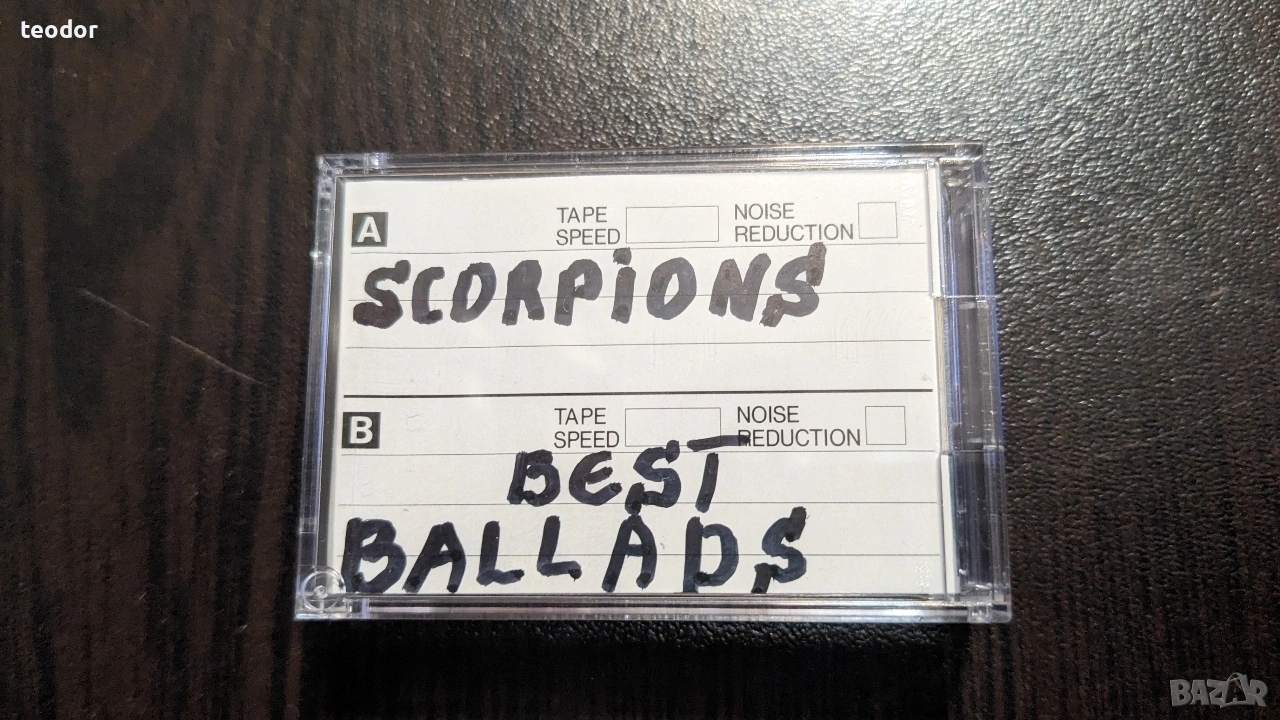 teodor
A
TAPE SPEED
NOISE REDUCTION
SCORPiONS
B
TAPE SPEED
NOISE REDUCTION
BEST
BALLADS
BAZAR